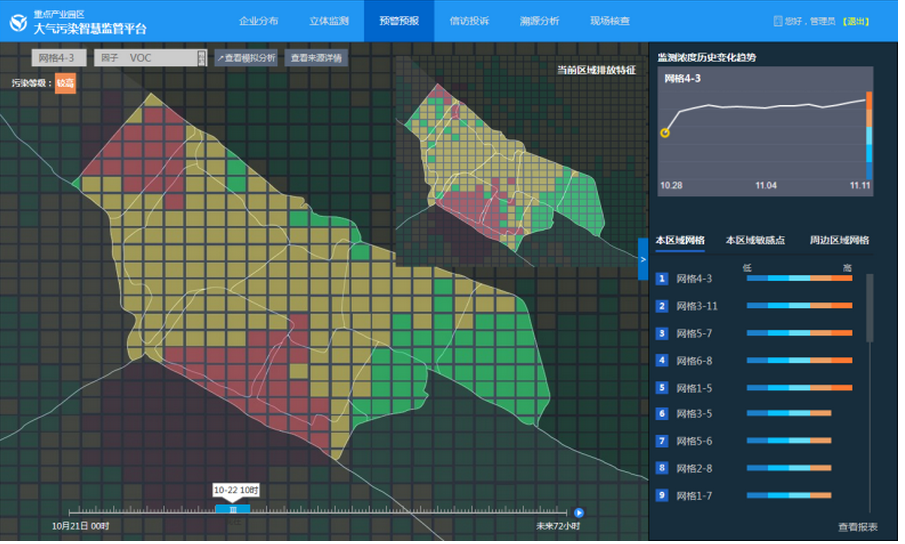 重点产业园区
大气污染智慧监管平台
企业分布
立体监测
预警预报
信访投诉
溯源分析
现场核查
您好，管理员 【退出】
网格4-3
因子 VOC
↗查看模拟分析
查看来源详情
污染等级：较高
当前区域排放特征
10-22 10时
10月21日 00时
未来72小时
监测浓度历史变化趋势
网格4-3
10.28
11.04
11.11
>
本区域网格
本区域敏感点
周边区域网格
低
高
1 网格4-3
2 网格3-11
3 网格5-7
4 网格6-8
5 网格1-5
6 网格3-5
7 网格5-6
8 网格2-8
9 网格1-7
查看报表